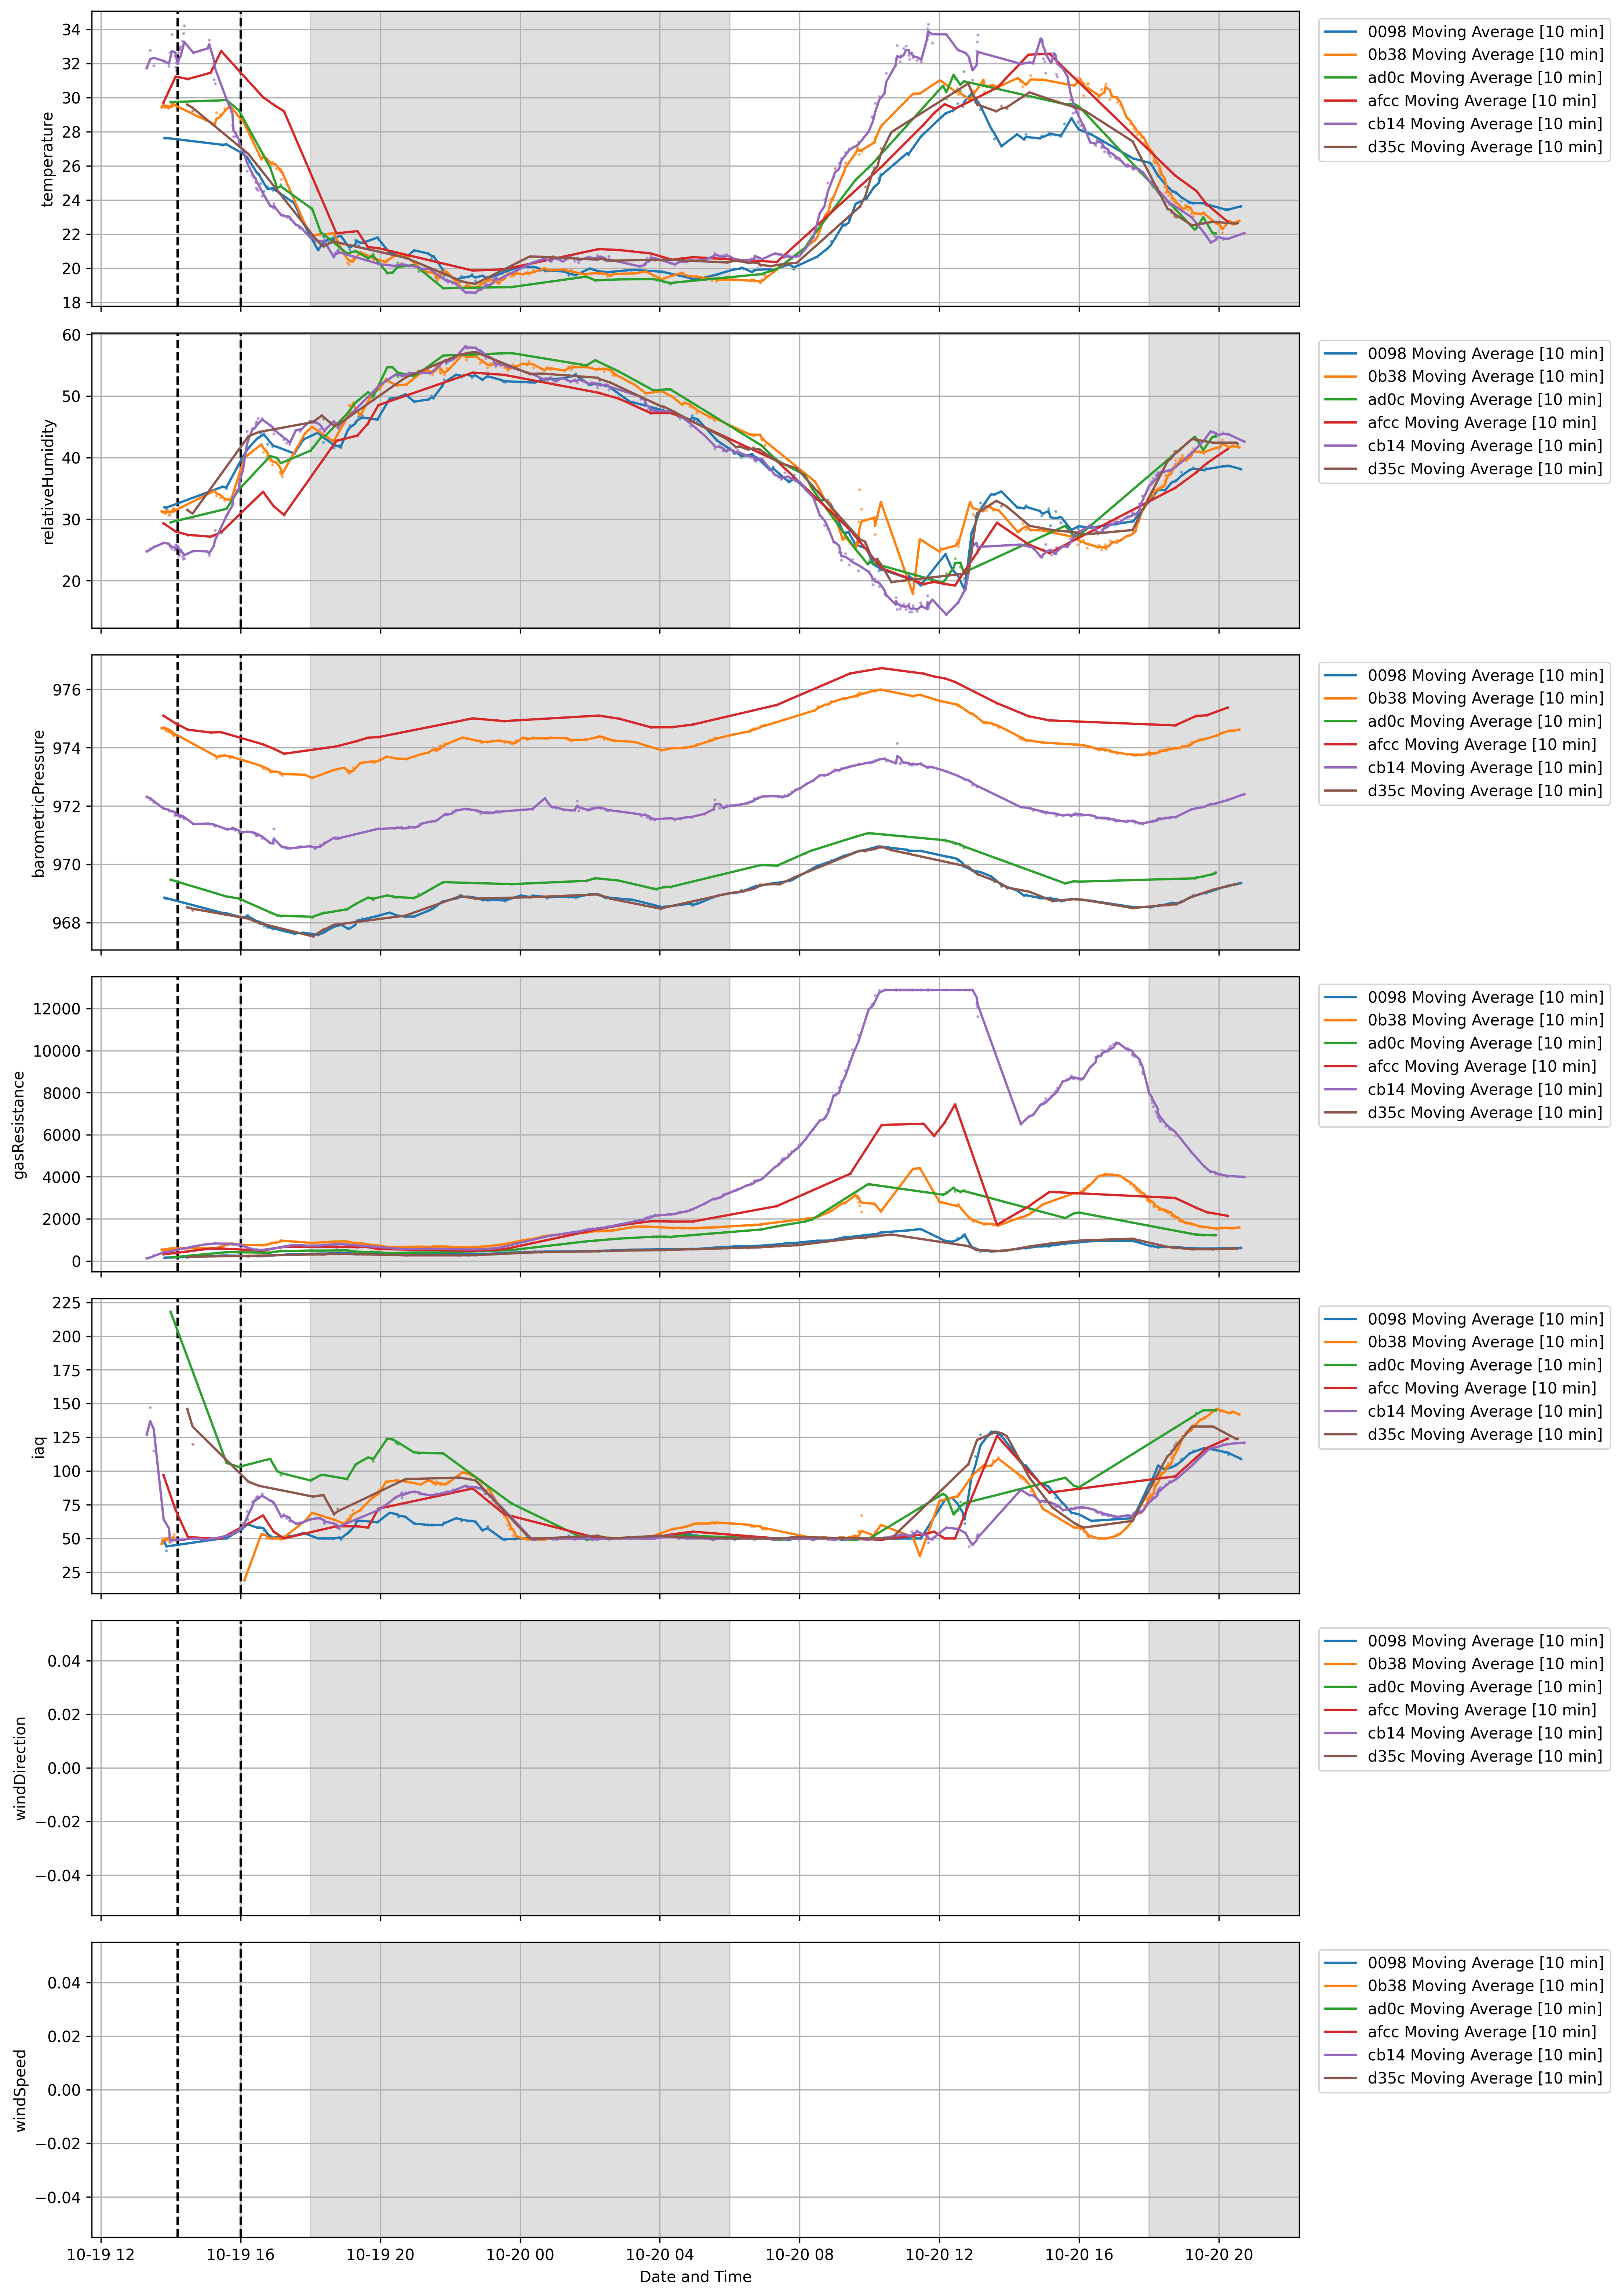 34
32
30
28
26
24
22
20
18
temperature
0098 Moving Average [10 min]
0b38 Moving Average [10 min]
ad0c Moving Average [10 min]
afcc Moving Average [10 min]
cb14 Moving Average [10 min]
d35c Moving Average [10 min]
60
50
40
30
20
relativeHumidity
0098 Moving Average [10 min]
0b38 Moving Average [10 min]
ad0c Moving Average [10 min]
afcc Moving Average [10 min]
cb14 Moving Average [10 min]
d35c Moving Average [10 min]
976
974
972
970
968
barometricPressure
0098 Moving Average [10 min]
0b38 Moving Average [10 min]
ad0c Moving Average [10 min]
afcc Moving Average [10 min]
cb14 Moving Average [10 min]
d35c Moving Average [10 min]
12000
10000
8000
6000
4000
2000
0
gasResistance
0098 Moving Average [10 min]
0b38 Moving Average [10 min]
ad0c Moving Average [10 min]
afcc Moving Average [10 min]
cb14 Moving Average [10 min]
d35c Moving Average [10 min]
225
200
175
150
125
100
75
50
25
iaq
0098 Moving Average [10 min]
0b38 Moving Average [10 min]
ad0c Moving Average [10 min]
afcc Moving Average [10 min]
cb14 Moving Average [10 min]
d35c Moving Average [10 min]
0.04
0.02
0.00
−0.02
−0.04
windDirection
0098 Moving Average [10 min]
0b38 Moving Average [10 min]
ad0c Moving Average [10 min]
afcc Moving Average [10 min]
cb14 Moving Average [10 min]
d35c Moving Average [10 min]
0.04
0.02
0.00
−0.02
−0.04
windSpeed
0098 Moving Average [10 min]
0b38 Moving Average [10 min]
ad0c Moving Average [10 min]
afcc Moving Average [10 min]
cb14 Moving Average [10 min]
d35c Moving Average [10 min]
10-19 12 10-19 16 10-19 20 10-20 00 10-20 04 10-20 08 10-20 12 10-20 16 10-20 20
Date and Time